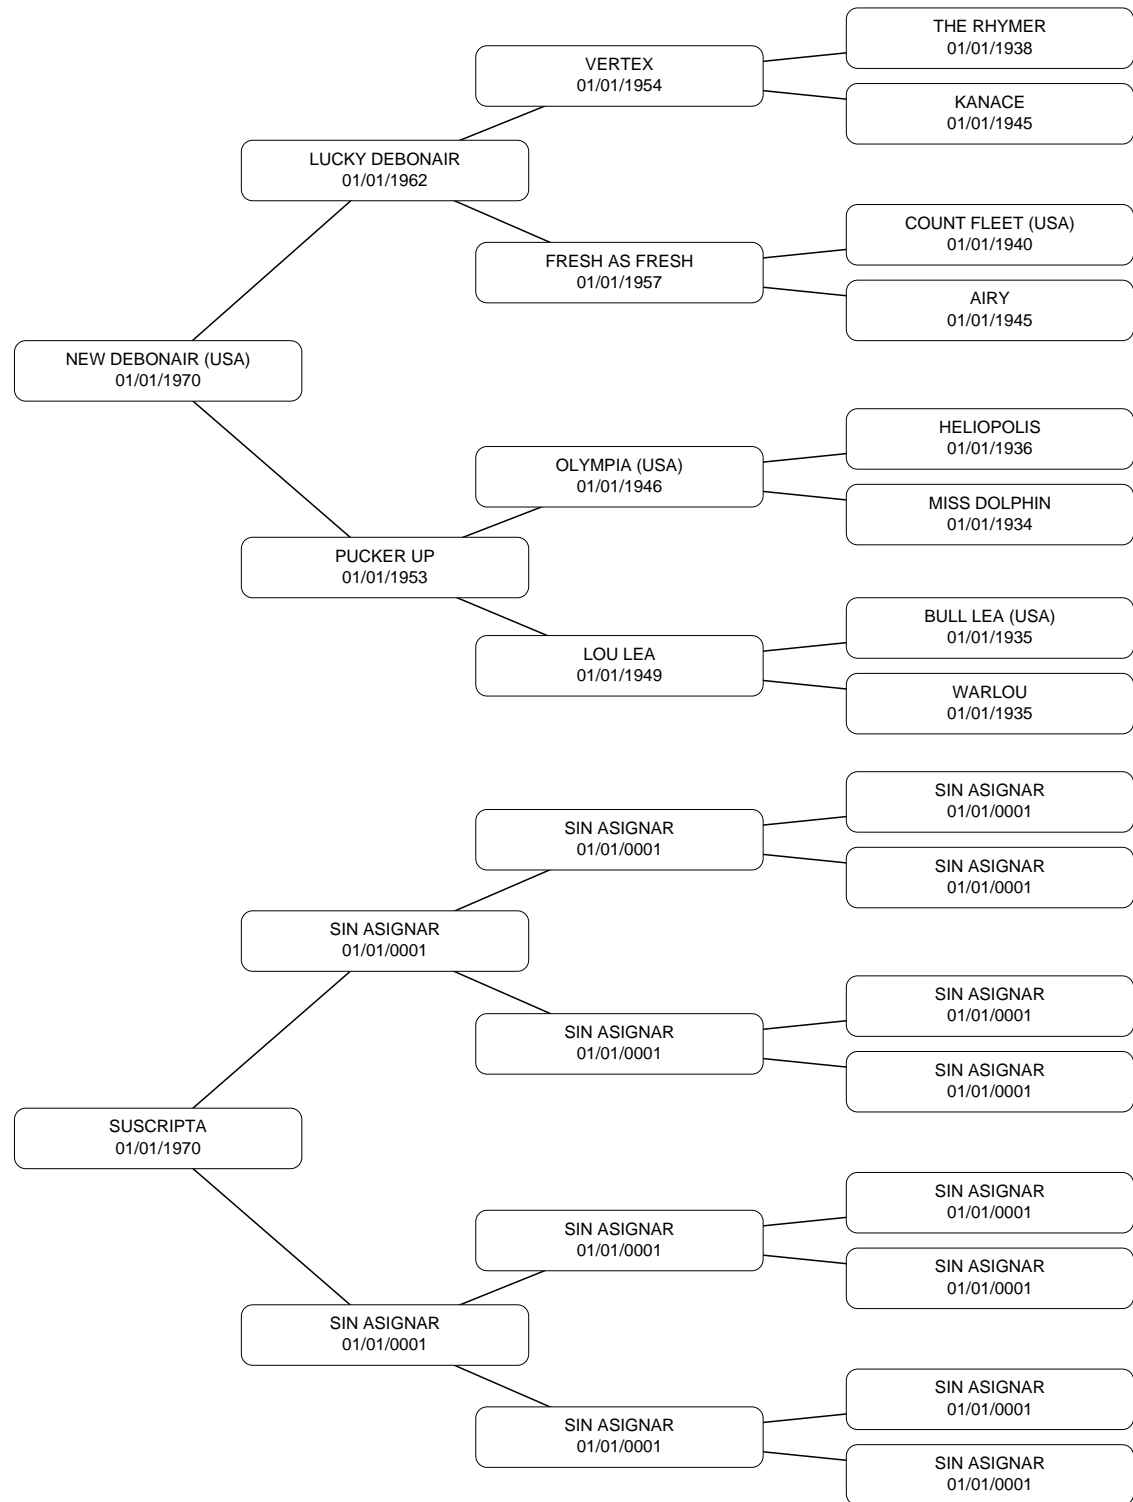 THE RHYMER
01/01/1938
VERTEX
01/01/1954
KANACE
01/01/1945
LUCKY DEBONAIR
01/01/1962
COUNT FLEET (USA)
01/01/1940
FRESH AS FRESH
01/01/1957
AIRY
01/01/1945
NEW DEBONAIR (USA)
01/01/1970
HELIOPOLIS
01/01/1936
OLYMPIA (USA)
01/01/1946
MISS DOLPHIN
01/01/1934
PUCKER UP
01/01/1953
BULL LEA (USA)
01/01/1935
LOU LEA
01/01/1949
WARLOU
01/01/1935
SIN ASIGNAR
01/01/0001
SIN ASIGNAR
01/01/0001
SIN ASIGNAR
01/01/0001
SIN ASIGNAR
01/01/0001
SIN ASIGNAR
01/01/0001
SIN ASIGNAR
01/01/0001
SIN ASIGNAR
01/01/0001
SUSCRIPTA
01/01/1970
SIN ASIGNAR
01/01/0001
SIN ASIGNAR
01/01/0001
SIN ASIGNAR
01/01/0001
SIN ASIGNAR
01/01/0001
SIN ASIGNAR
01/01/0001
SIN ASIGNAR
01/01/0001
SIN ASIGNAR
01/01/0001